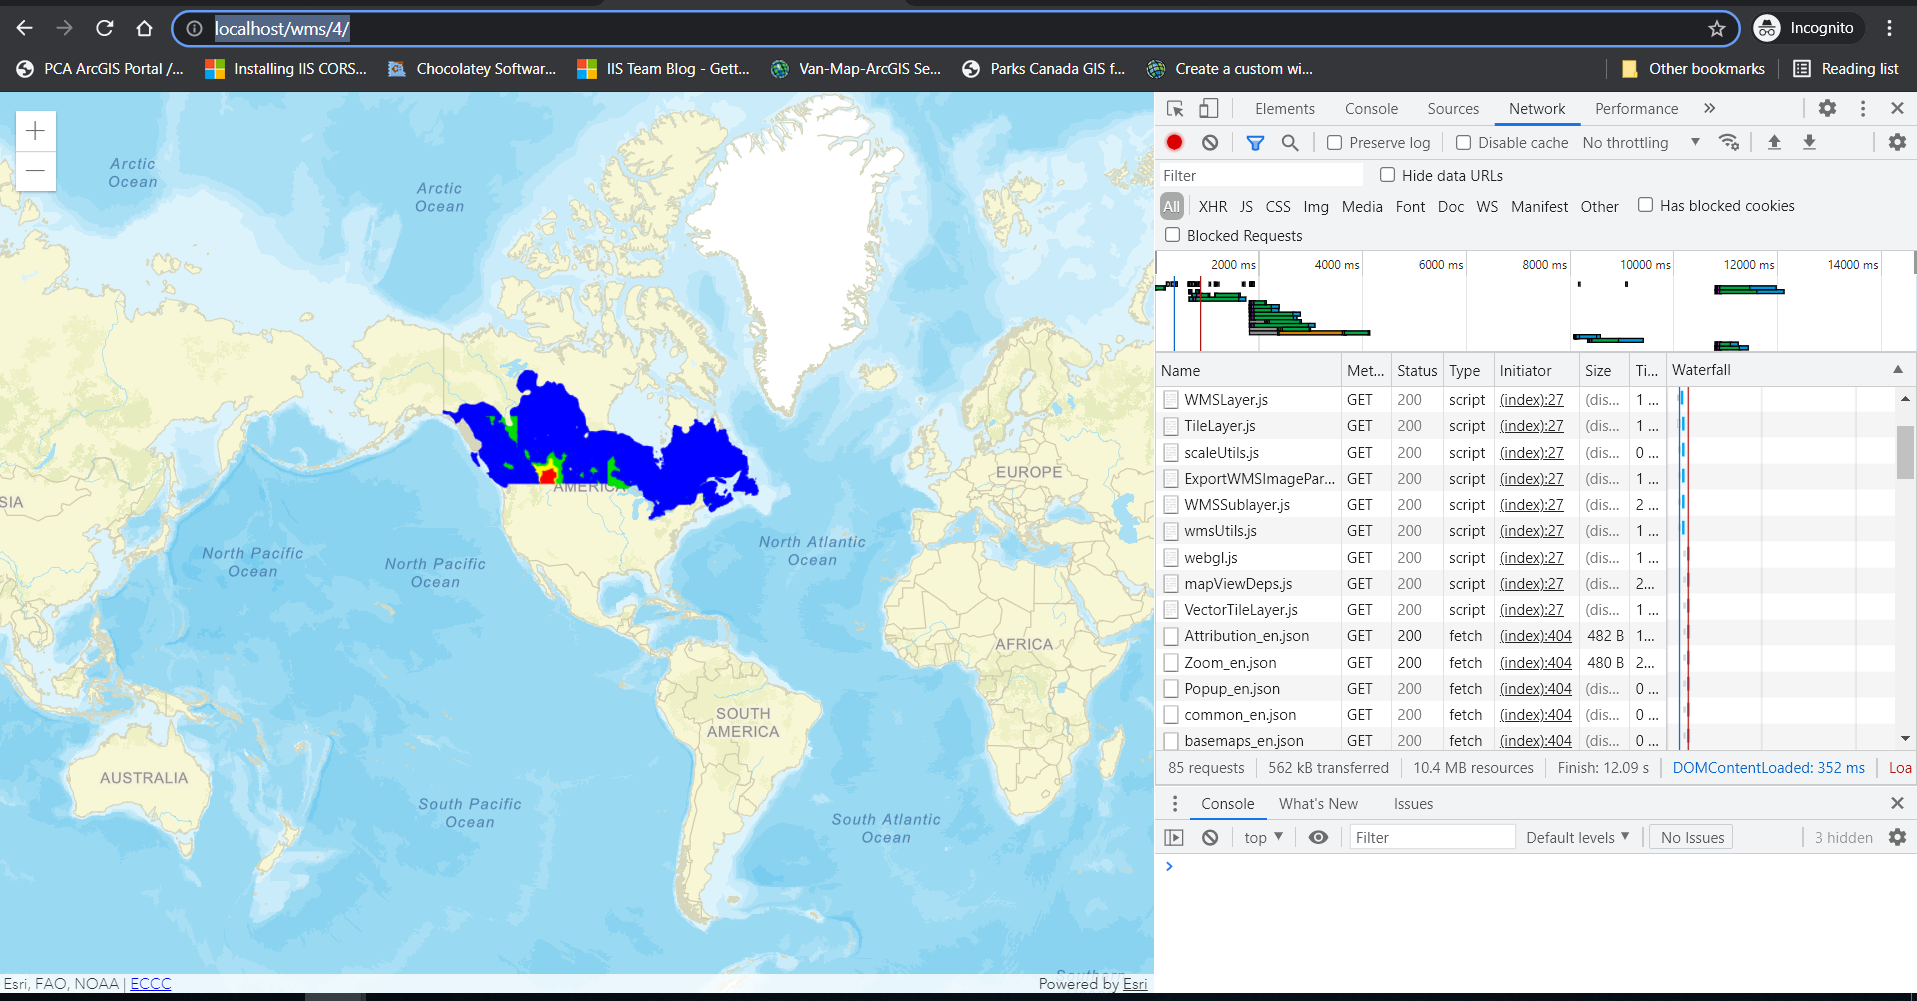 localhost/wms/4/
Incognito
PCA ArcGIS Portal /... Installing IIS CORS... Chocolatey Softwar... IIS Team Blog - Gett... Van-Map-ArcGIS Se... Parks Canada GIS f... Create a custom wi... Other bookmarks Reading list
Arctic
Ocean
Arctic
Ocean
EUROPE
AMERICA
SIA
North Pacific
Ocean
North Pacific
Ocean
North Atlantic
Ocean
AFRICA
SOUTH
AMERICA
AUSTRALIA
South Pacific
Ocean
South Atlantic
Ocean
Southern
Esri, FAO, NOAA | ECCC
Powered by Esri
Elements Console Sources Network Performance
Preserve log Disable cache No throttling
Filter Hide data URLs
All XHR JS CSS Img Media Font Doc WS Manifest Other Has blocked cookies
Blocked Requests
2000 ms 4000 ms 6000 ms 8000 ms 10000 ms 12000 ms 14000 ms
Name Met... Status Type Initiator Size Ti... Waterfall
WMSLayer.js GET 200 script (index):27 (dis... 1 ...
TileLayer.js GET 200 script (index):27 (dis... 1 ...
scaleUtils.js GET 200 script (index):27 (dis... 0 ...
ExportWMSImagePar... GET 200 script (index):27 (dis... 1 ...
WMSSublayer.js GET 200 script (index):27 (dis... 2 ...
wmsUtils.js GET 200 script (index):27 (dis... 1 ...
webgl.js GET 200 script (index):27 (dis... 1 ...
mapViewDeps.js GET 200 script (index):27 (dis... 2...
VectorTileLayer.js GET 200 script (index):27 (dis... 1 ...
Attribution_en.json GET 200 fetch (index):404 482 B 1...
Zoom_en.json GET 200 fetch (index):404 480 B 2...
Popup_en.json GET 200 fetch (index):404 (dis... 0 ...
common_en.json GET 200 fetch (index):404 (dis... 0 ...
basemaps_en.json GET 200 fetch (index):404 (dis... 0 ...
85 requests 562 kB transferred 10.4 MB resources Finish: 12.09 s DOMContentLoaded: 352 ms Loa
Console What's New Issues
top Filter Default levels No Issues 3 hidden